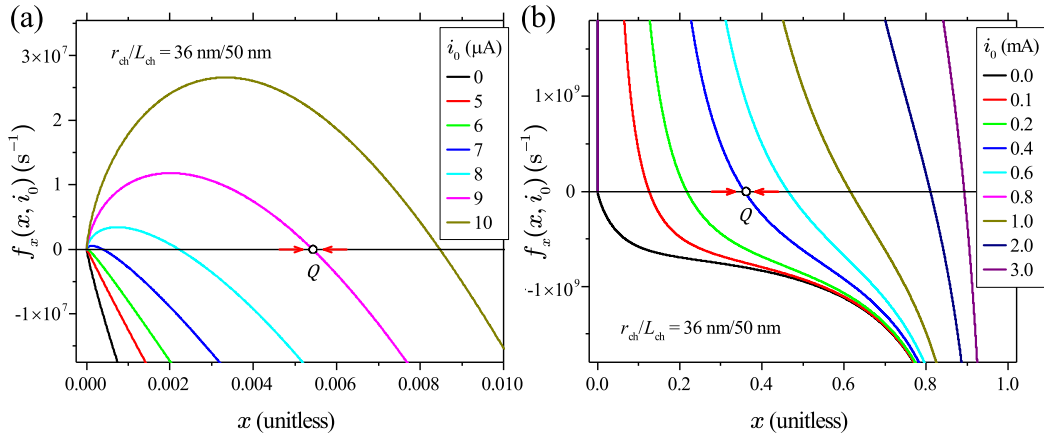 (a)
r_ch/L_ch = 36 nm/50 nm
i_0 (μA)
0
5
6
7
8
9
10
3×10^7
2
1
0
-1×10^7
f_x(x, i_0) (s^−1)
Q
0.000 0.002 0.004 0.006 0.008 0.010
x (unitless)
(b)
i_0 (mA)
0.0
0.1
0.2
0.4
0.6
0.8
1.0
2.0
3.0
1×10^9
0
-1×10^9
f_x(x, i_0) (s^−1)
Q
r_ch/L_ch = 36 nm/50 nm
0.0 0.2 0.4 0.6 0.8 1.0
x (unitless)